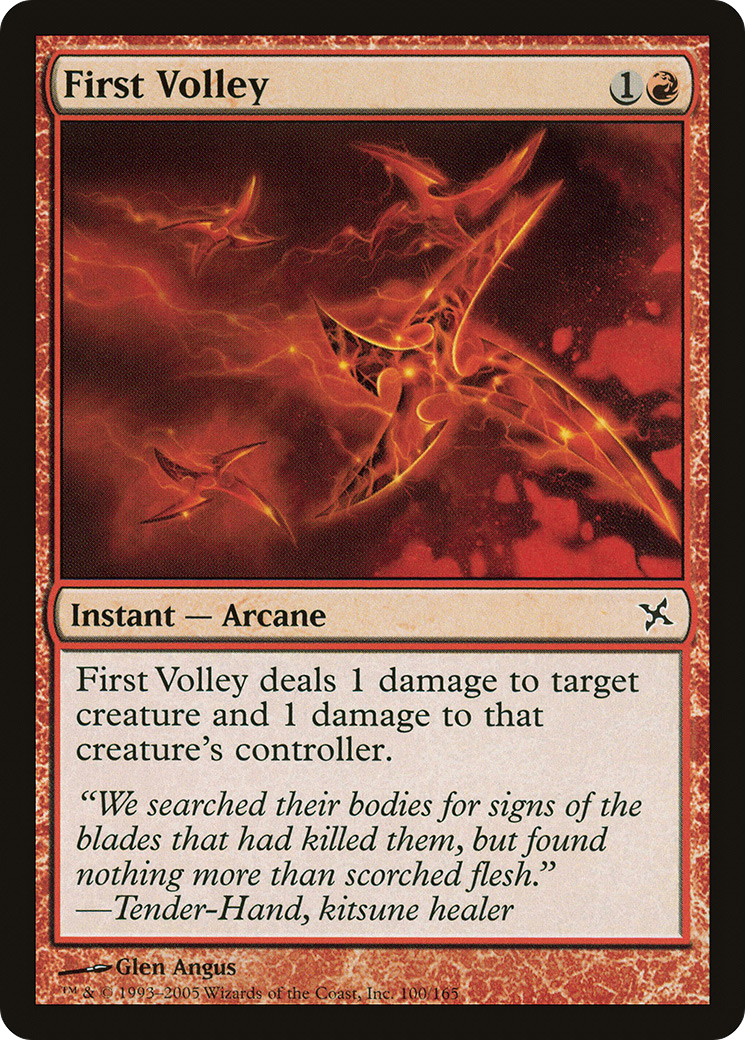 First Volley 1
Instant — Arcane
First Volley deals 1 damage to target
creature and 1 damage to that
creature's controller.
“We searched their bodies for signs of the
blades that had killed them, but found
nothing more than scorched flesh.”
—Tender-Hand, kitsune healer
Glen Angus
™ & © 1993–2005 Wizards of the Coast, Inc. 100/165